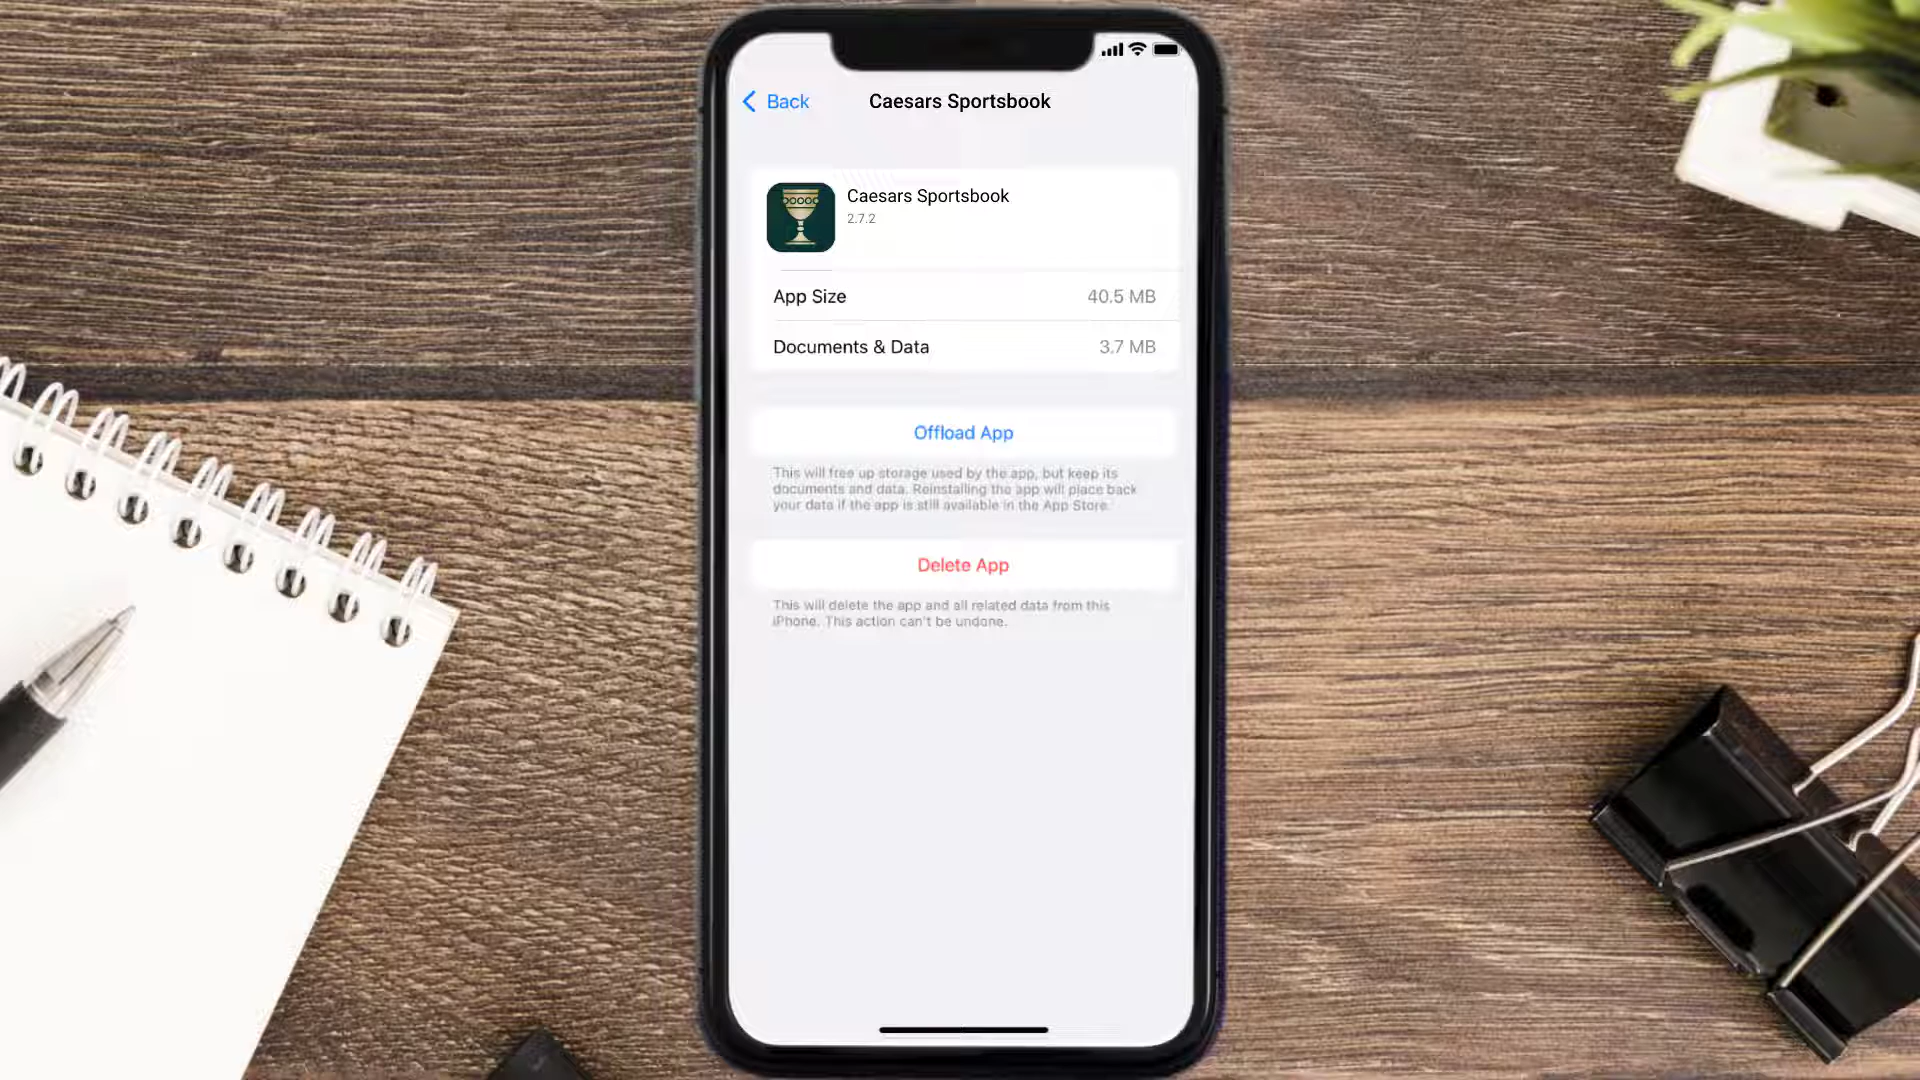 Back
Caesars Sportsbook
Caesars Sportsbook
2.7.2
App Size
40.5 MB
Documents & Data
3.7 MB
Offload App
This will free up storage used by the app, but keep its
documents and data. Reinstalling the app will place back
your data if the app is still available in the App Store.
Delete App
This will delete the app and all related data from this
iPhone. This action can't be undone.